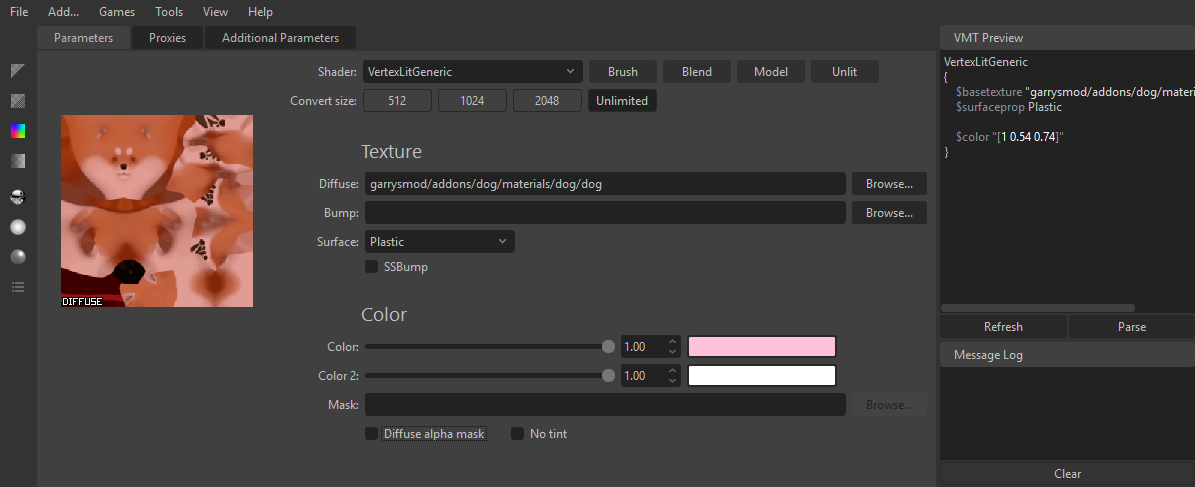 File Add... Games Tools View Help
Parameters Proxies Additional Parameters
Shader: VertexLitGeneric Brush Blend Model Unlit
Convert size: 512 1024 2048 Unlimited
Texture
Diffuse: garrysmod/addons/dog/materials/dog/dog Browse...
Bump: Browse...
Surface: Plastic
SSBump
DIFFUSE
Color
Color: 1.00
Color 2: 1.00
Mask: Browse...
Diffuse alpha mask No tint
VMT Preview
VertexLitGeneric
{
$basetexture "garrysmod/addons/dog/materi
$surfaceprop Plastic
$color "[1 0.54 0.74]"
}
Refresh Parse
Message Log
Clear